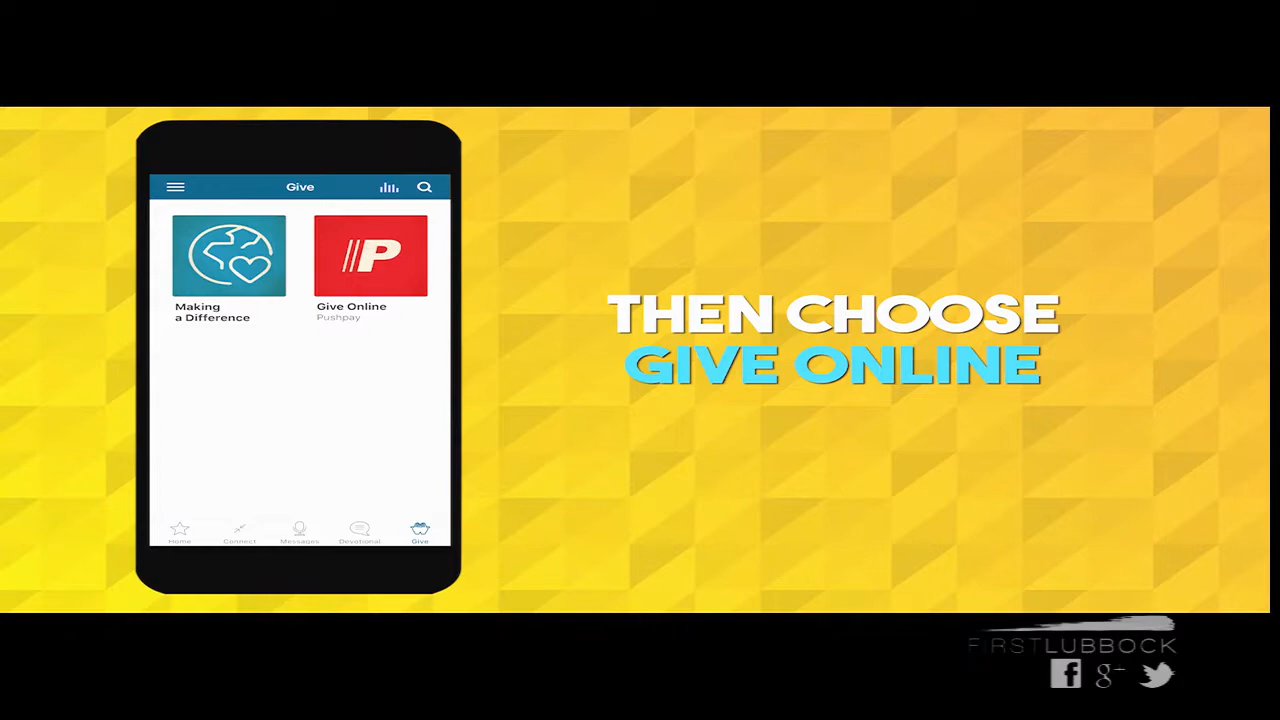 Give
P
Making
a Difference
Give Online
Pushpay
Home
Connect
Messages
Devotional
Give
THEN CHOOSE
GIVE ONLINE
FIRSTLUBBOCK
f g+